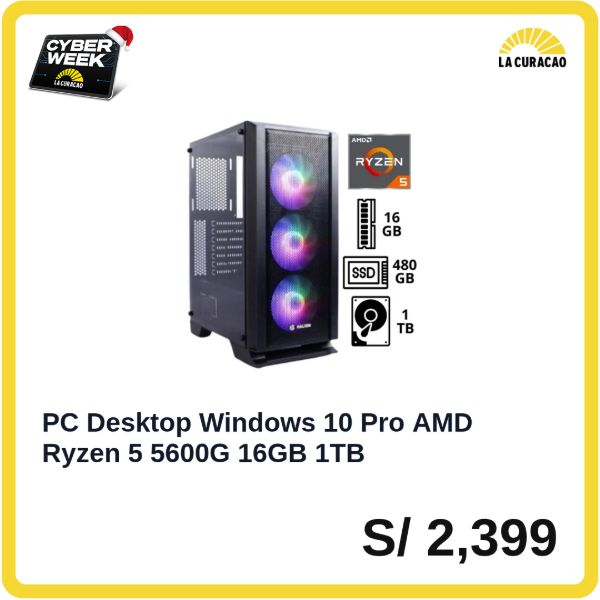 CYBER
WEEK
LA CURACAO
LA CURACAO
AMD
RYZEN
5
16
GB
SSD
480
GB
1
TB
HALION
PC Desktop Windows 10 Pro AMD
Ryzen 5 5600G 16GB 1TB
S/ 2,399